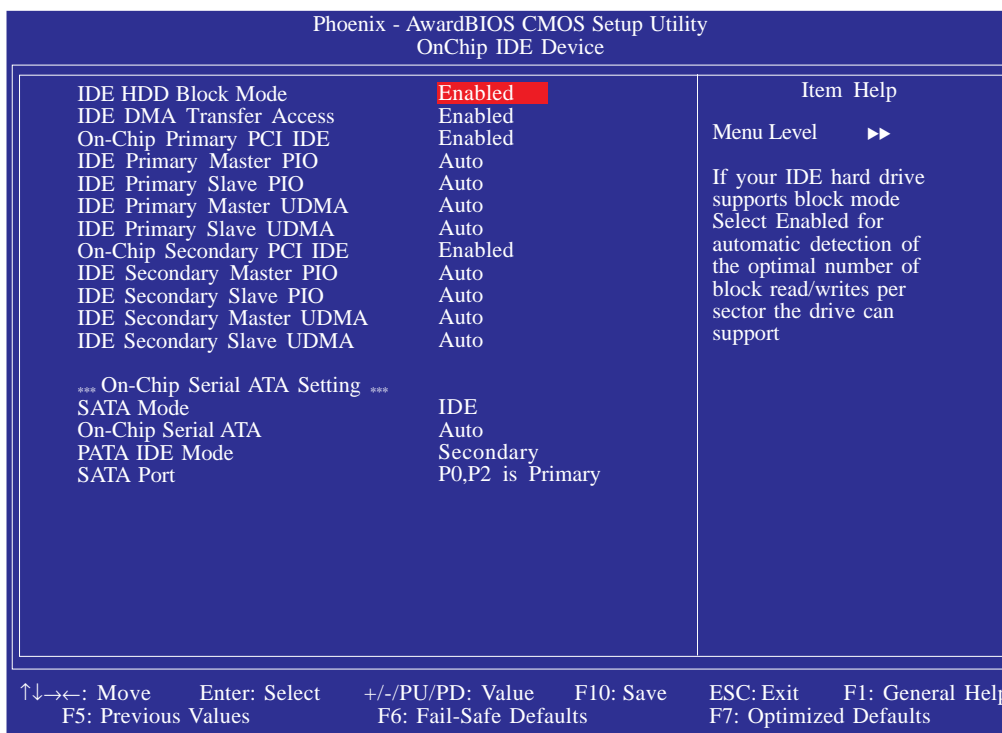 Phoenix - AwardBIOS CMOS Setup Utility
OnChip IDE Device
IDE HDD Block Mode Enabled
IDE DMA Transfer Access Enabled
On-Chip Primary PCI IDE Enabled
IDE Primary Master PIO Auto
IDE Primary Slave PIO Auto
IDE Primary Master UDMA Auto
IDE Primary Slave UDMA Auto
On-Chip Secondary PCI IDE Enabled
IDE Secondary Master PIO Auto
IDE Secondary Slave PIO Auto
IDE Secondary Master UDMA Auto
IDE Secondary Slave UDMA Auto
*** On-Chip Serial ATA Setting ***
SATA Mode IDE
On-Chip Serial ATA Auto
PATA IDE Mode Secondary
SATA Port P0,P2 is Primary
Item Help
Menu Level ▸▸
If your IDE hard drive
supports block mode
Select Enabled for
automatic detection of
the optimal number of
block read/writes per
sector the drive can
support
↑↓→←: Move Enter: Select +/-/PU/PD: Value F10: Save ESC: Exit F1: General Help
F5: Previous Values F6: Fail-Safe Defaults F7: Optimized Defaults